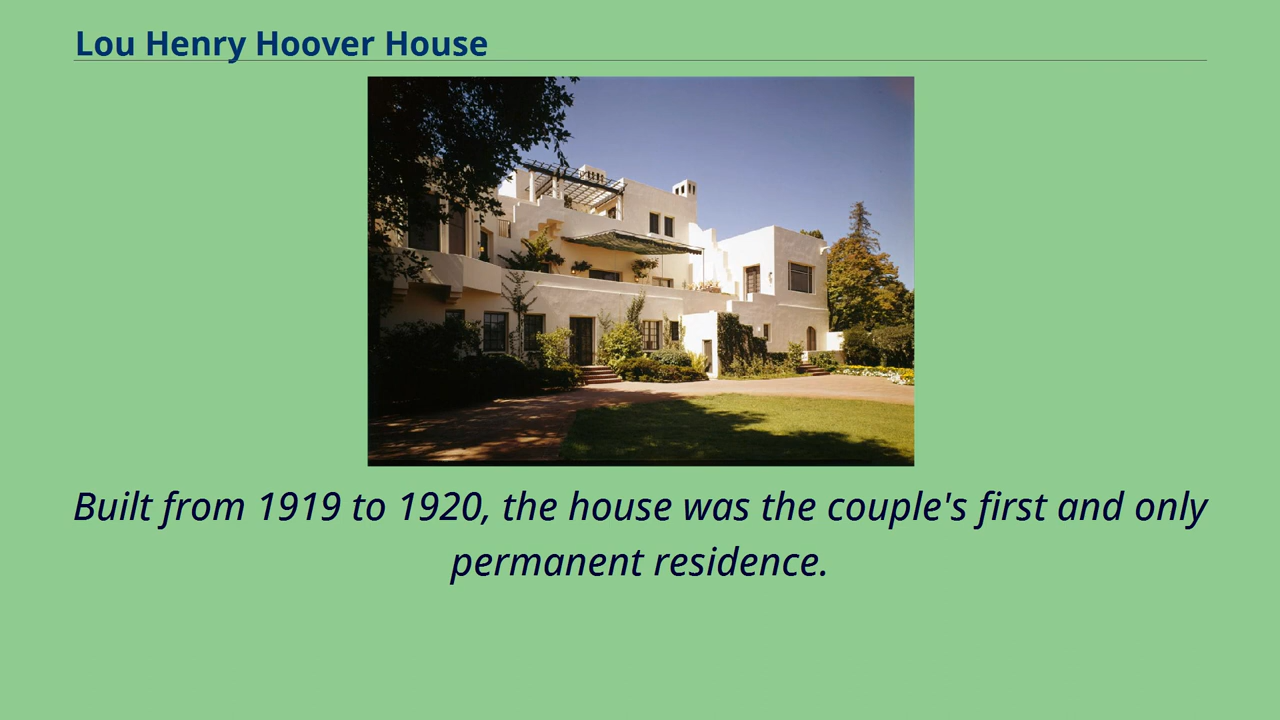 Lou Henry Hoover House
Built from 1919 to 1920, the house was the couple's first and only
permanent residence.